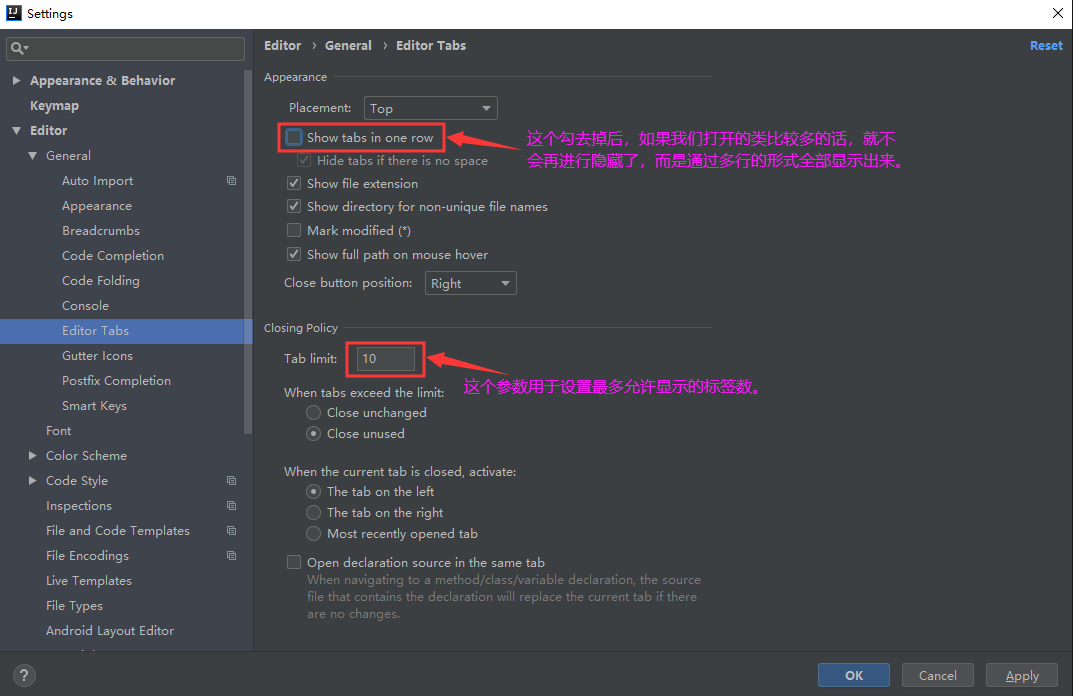 Settings
Editor › General › Editor Tabs
Reset
Appearance & Behavior
Keymap
Editor
General
Auto Import
Appearance
Breadcrumbs
Code Completion
Code Folding
Console
Editor Tabs
Gutter Icons
Postfix Completion
Smart Keys
Font
Color Scheme
Code Style
Inspections
File and Code Templates
File Encodings
Live Templates
File Types
Android Layout Editor
Appearance
Placement: Top
Show tabs in one row
这个勾去掉后，如果我们打开的类比较多的话，就不
会再进行隐藏了，而是通过多行的形式全部显示出来。
Hide tabs if there is no space
Show file extension
Show directory for non-unique file names
Mark modified (*)
Show full path on mouse hover
Close button position: Right
Closing Policy
Tab limit: 10
这个参数用于设置最多允许显示的标签数。
When tabs exceed the limit:
Close unchanged
Close unused
When the current tab is closed, activate:
The tab on the left
The tab on the right
Most recently opened tab
Open declaration source in the same tab
When navigating to a method/class/variable declaration, the source
file that contains the declaration will replace the current tab if there
are no changes.
?
OK
Cancel
Apply